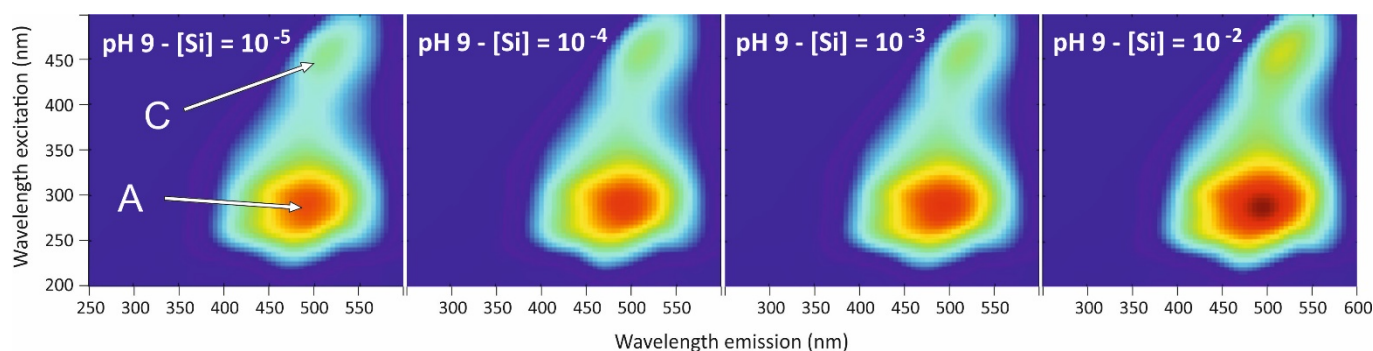 pH 9 - [Si] = 10 -5
pH 9 - [Si] = 10 -4
pH 9 - [Si] = 10 -3
pH 9 - [Si] = 10 -2
Wavelength excitation (nm)
450
400
350
300
250
200
C
A
250 300 350 400 450 500 550
300 350 400 450 500 550
300 350 400 450 500 550
300 350 400 450 500 550 600
Wavelength emission (nm)